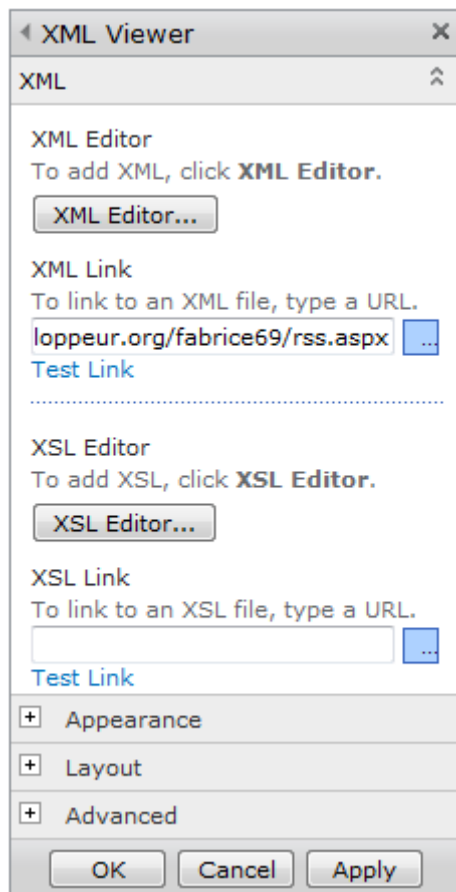 XML Viewer
XML
XML Editor
To add XML, click XML Editor.
XML Editor...
XML Link
To link to an XML file, type a URL.
loppeur.org/fabrice69/rss.aspx ...
Test Link
XSL Editor
To add XSL, click XSL Editor.
XSL Editor...
XSL Link
To link to an XSL file, type a URL.
...
Test Link
Appearance
Layout
Advanced
OK Cancel Apply